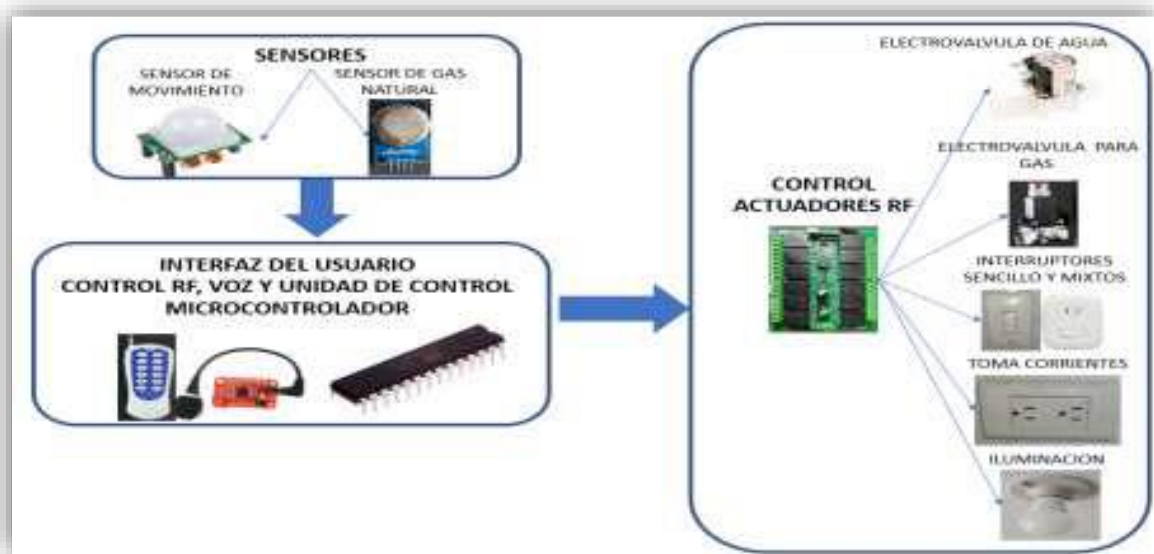 SENSORES
SENSOR DE
MOVIMIENTO
SENSOR DE GAS
NATURAL
INTERFAZ DEL USUARIO
CONTROL RF, VOZ Y UNIDAD DE CONTROL
MICROCONTROLADOR
CONTROL
ACTUADORES RF
ELECTROVALVULA DE AGUA
ELECTROVALVULA PARA
GAS
INTERRUPTORES
SENCILLO Y MIXTOS
TOMA CORRIENTES
ILUMINACION